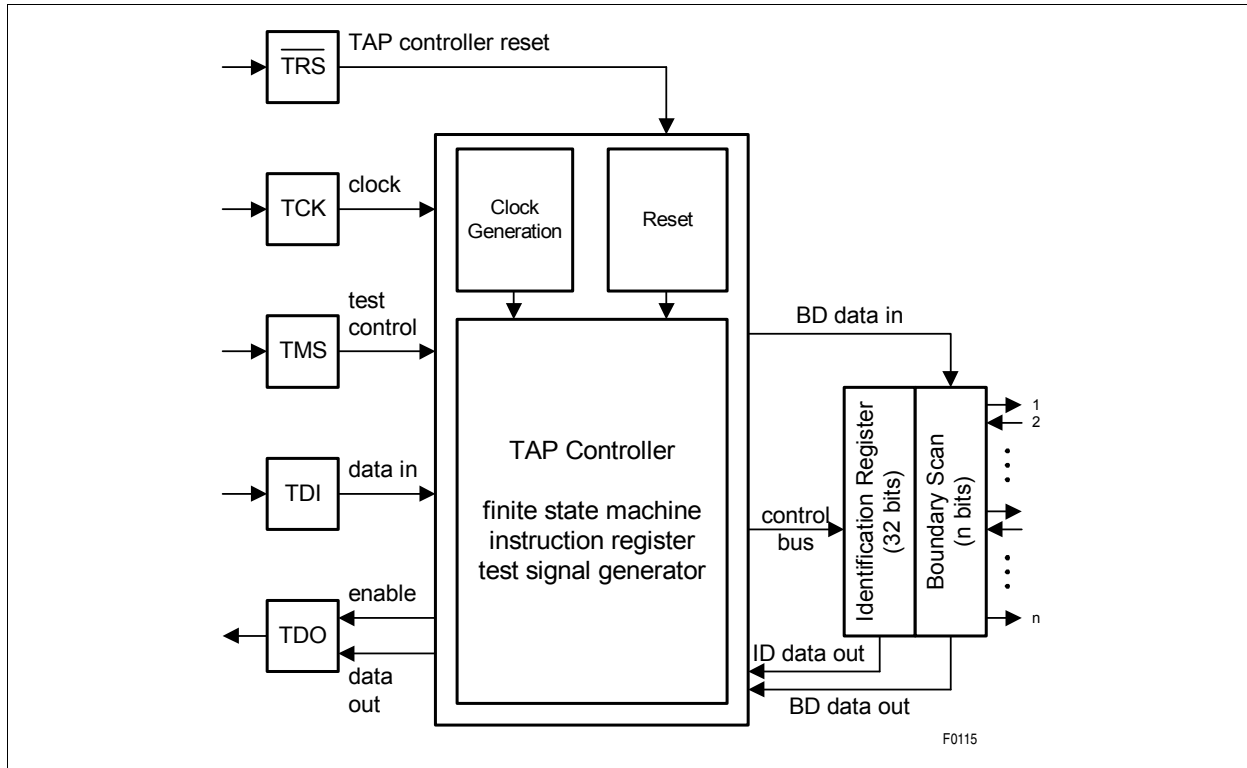 TRS
TAP controller reset
TCK
clock
TMS
test
control
TDI
data in
TDO
enable
data
out
Clock
Generation
Reset
TAP Controller
finite state machine
instruction register
test signal generator
BD data in
control
bus
Identification Register
(32 bits)
Boundary Scan
(n bits)
1
2
n
ID data out
BD data out
F0115